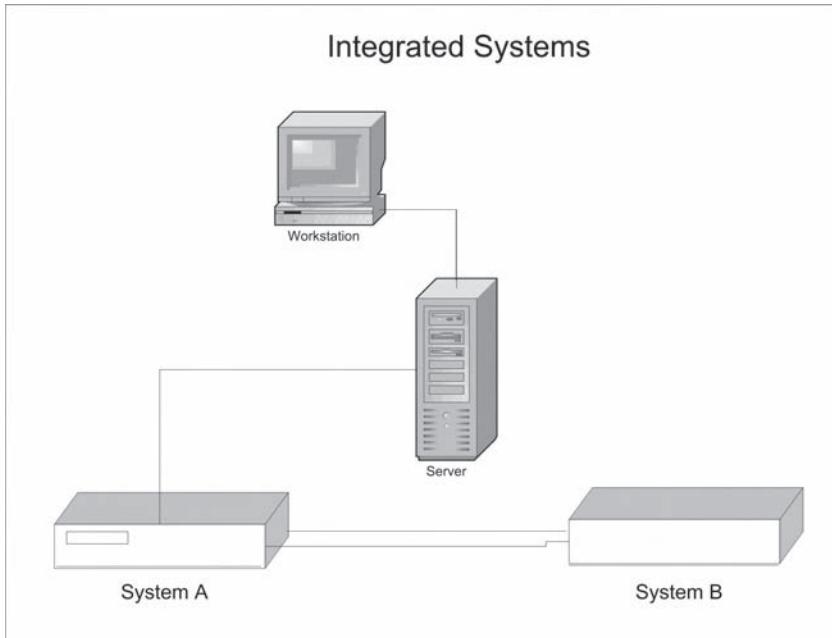 Integrated Systems
Workstation
Server
System A
System B